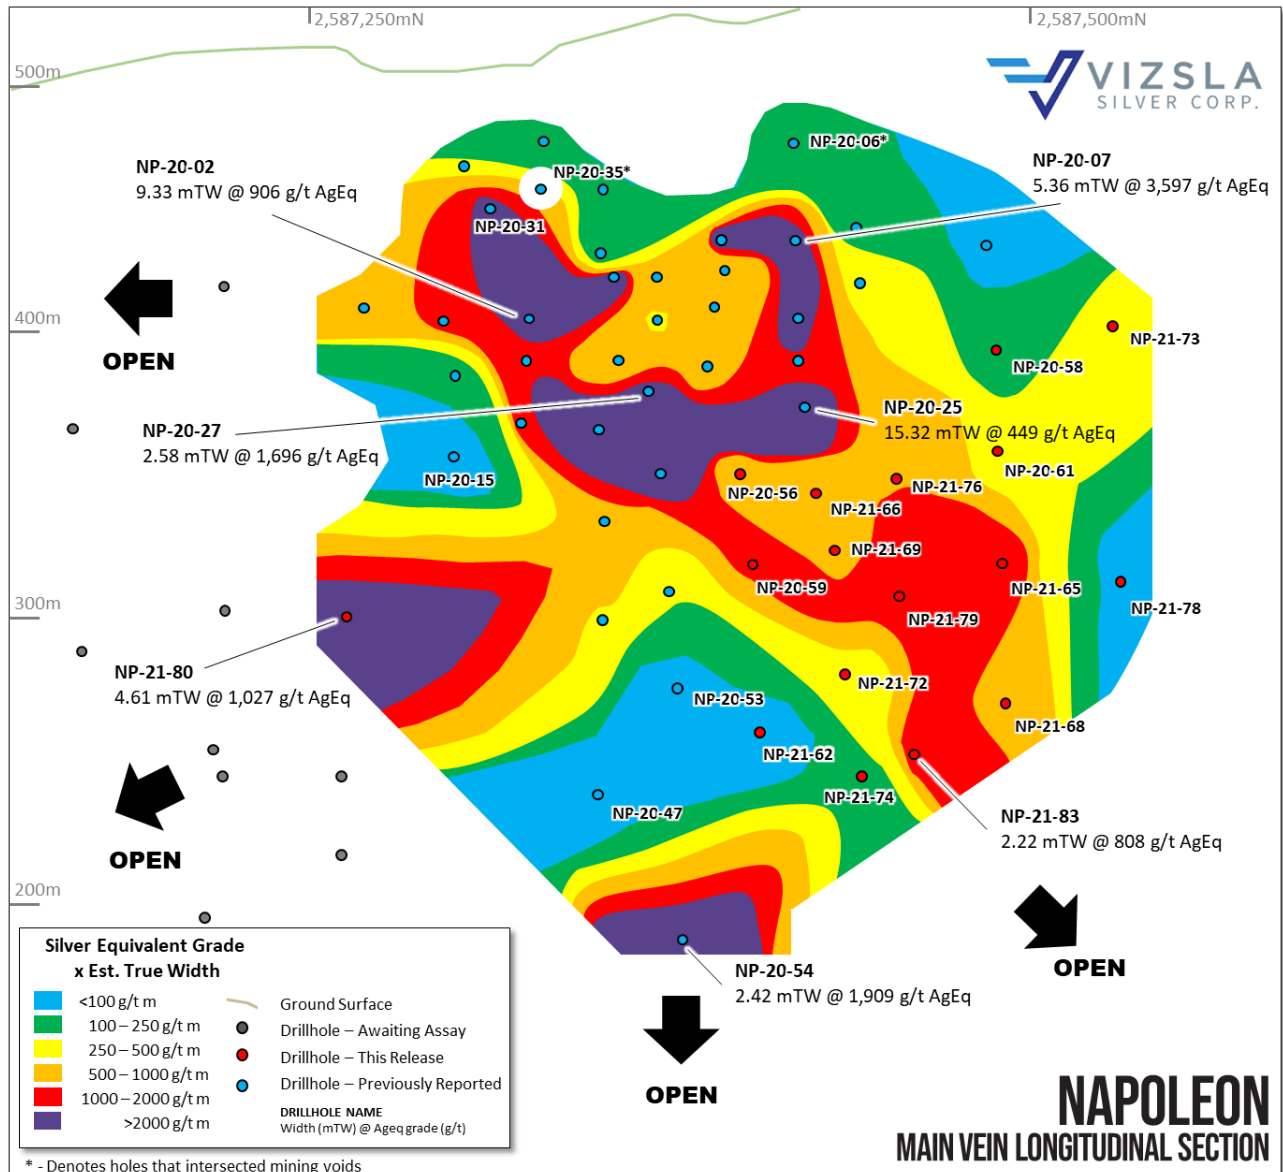 2,587,250mN
2,587,500mN
500m
VIZSLA
SILVER CORP.
NP-20-02
9.33 mTW @ 906 g/t AgEq
NP-20-06*
NP-20-07
5.36 mTW @ 3,597 g/t AgEq
NP-20-35*
NP-20-31
400m
OPEN
NP-21-73
NP-20-58
NP-20-27
2.58 mTW @ 1,696 g/t AgEq
NP-20-25
15.32 mTW @ 449 g/t AgEq
NP-20-15
NP-20-61
NP-20-56
NP-21-76
NP-21-66
NP-21-69
NP-20-59
NP-21-65
300m
NP-21-79
NP-21-78
NP-21-80
4.61 mTW @ 1,027 g/t AgEq
NP-21-72
NP-20-53
NP-21-68
NP-21-62
NP-21-74
NP-20-47
NP-21-83
2.22 mTW @ 808 g/t AgEq
OPEN
200m
OPEN
NP-20-54
2.42 mTW @ 1,909 g/t AgEq
OPEN
Silver Equivalent Grade
x Est. True Width
<100 g/t m
100 – 250 g/t m
250 – 500 g/t m
500 – 1000 g/t m
1000 – 2000 g/t m
>2000 g/t m
Ground Surface
Drillhole – Awaiting Assay
Drillhole – This Release
Drillhole – Previously Reported
DRILLHOLE NAME
Width (mTW) @ Ageq grade (g/t)
NAPOLEON
MAIN VEIN LONGITUDINAL SECTION
* - Denotes holes that intersected mining voids